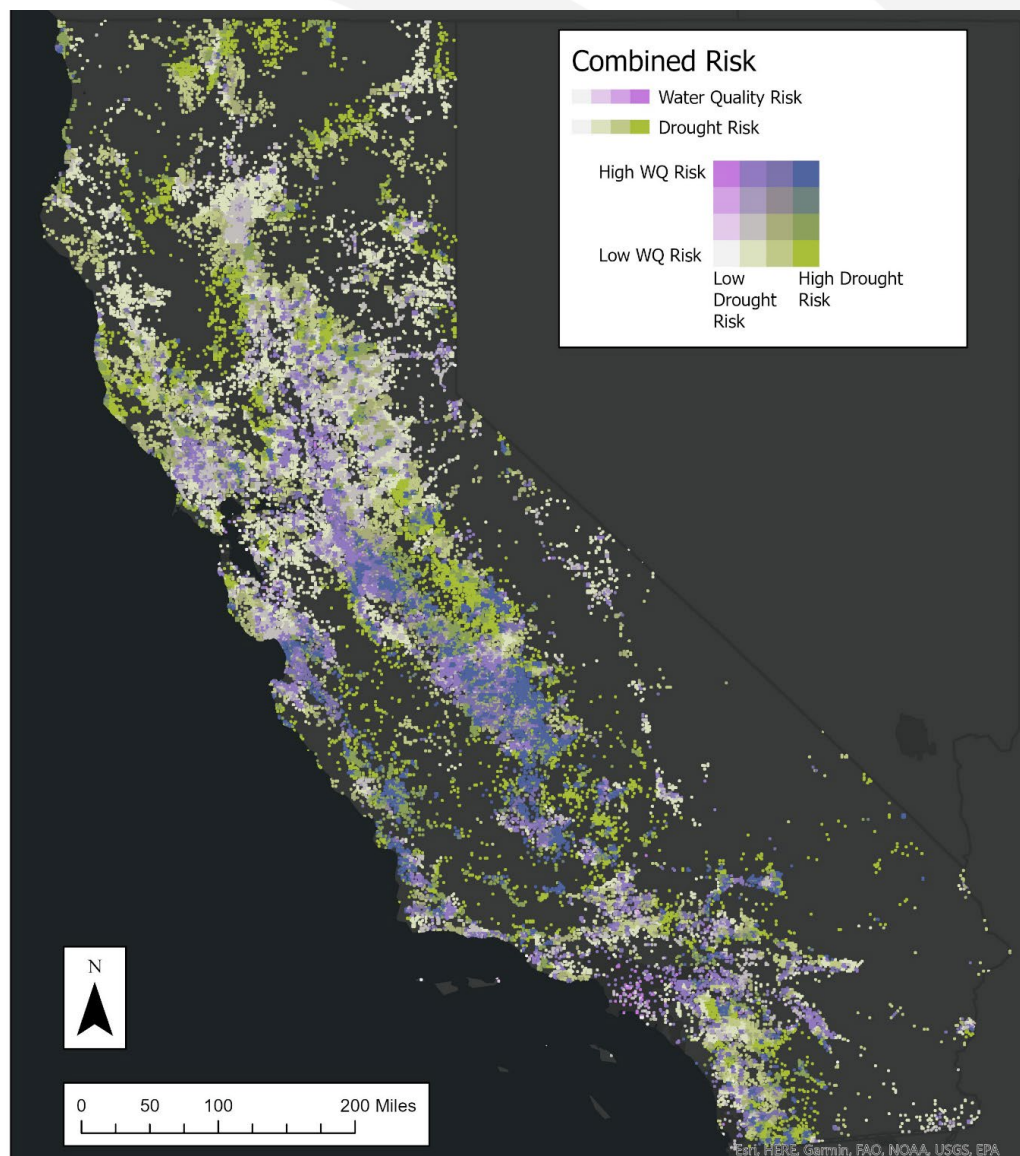 Combined Risk
Water Quality Risk
Drought Risk
High WQ Risk
Low WQ Risk
Low
Drought
Risk
High Drought
Risk
N
0 50 100 200 Miles
Esri, HERE, Garmin, FAO, NOAA, USGS, EPA